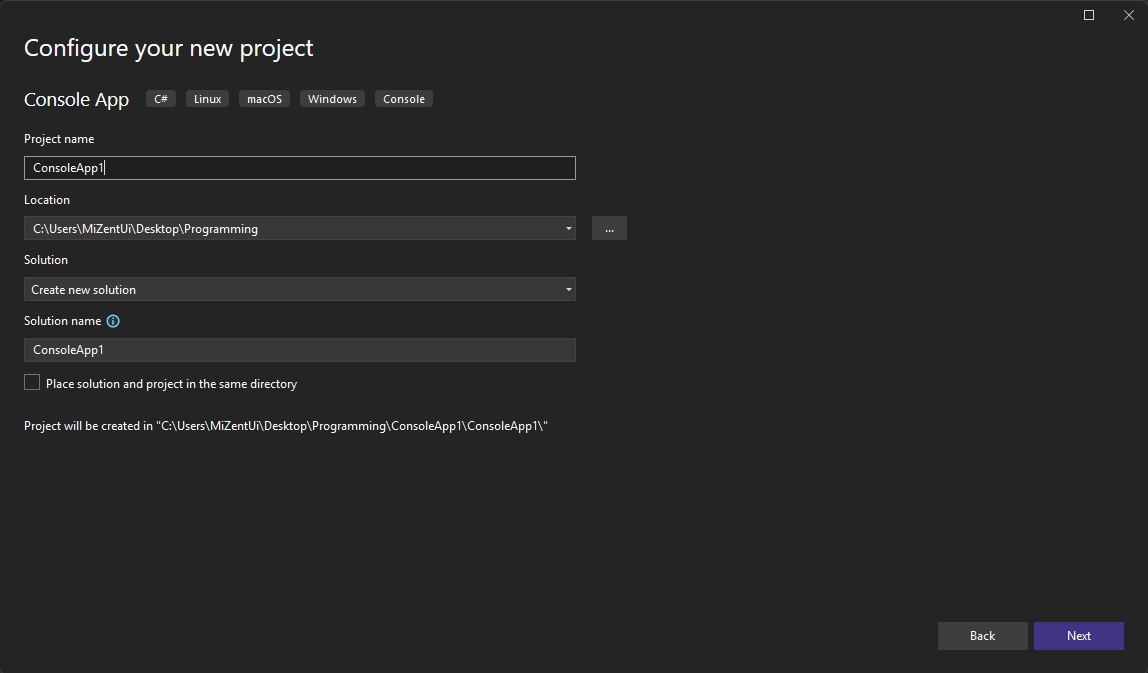 Configure your new project
Console App C# Linux macOS Windows Console
Project name
ConsoleApp1
Location
C:\Users\MiZentUi\Desktop\Programming ...
Solution
Create new solution
Solution name
ConsoleApp1
Place solution and project in the same directory
Project will be created in "C:\Users\MiZentUi\Desktop\Programming\ConsoleApp1\ConsoleApp1\"
Back Next